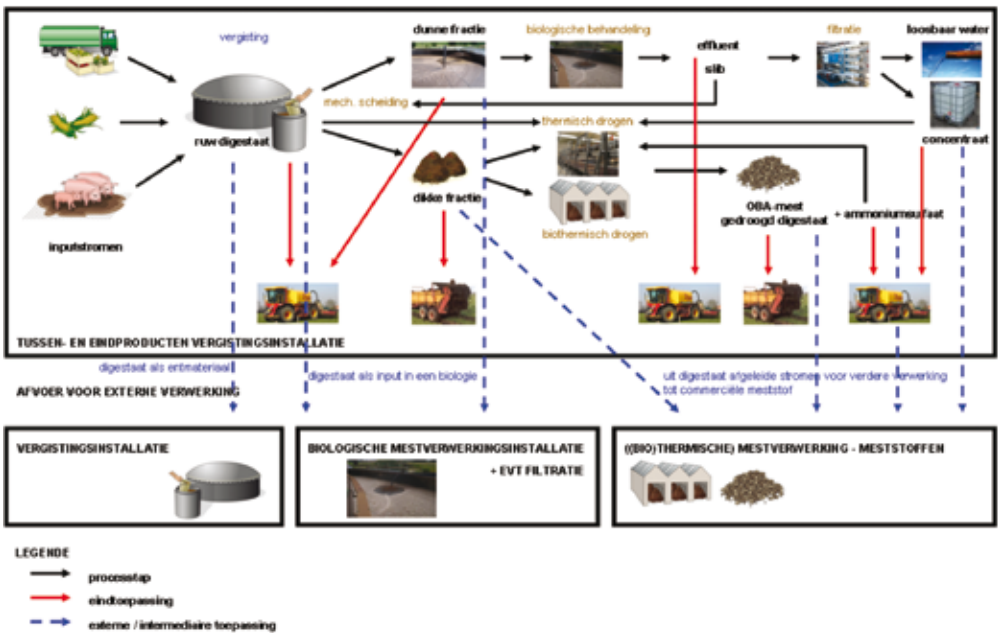 vergisting
dunne fractie
biologische behandeling
effluent
slib
filtratie
loosbaar water
mech. scheiding
thermisch drogen
ruw digestaat
concentraat
dikke fractie
OBA-mest
gedroogd digestaat
+ ammoniumsulfaat
biothermisch drogen
inputstromen
TUSSEN- EN EINDPRODUCTEN VERGISTINGSINSTALLATIE
digestaat als entmateriaal
digestaat als input in een biologie
uit digestaat afgeleide stromen voor verdere verwerking
tot commerciële meststof
AFVOER VOOR EXTERNE VERWERKING
VERGISTINGSINSTALLATIE
BIOLOGISCHE MESTVERWERKINGSINSTALLATIE
+ EVT FILTRATIE
((BIO)THERMISCHE) MESTVERWERKING - MESTSTOFFEN
LEGENDE
processtap
eindtoepassing
externe / intermediaire toepassing